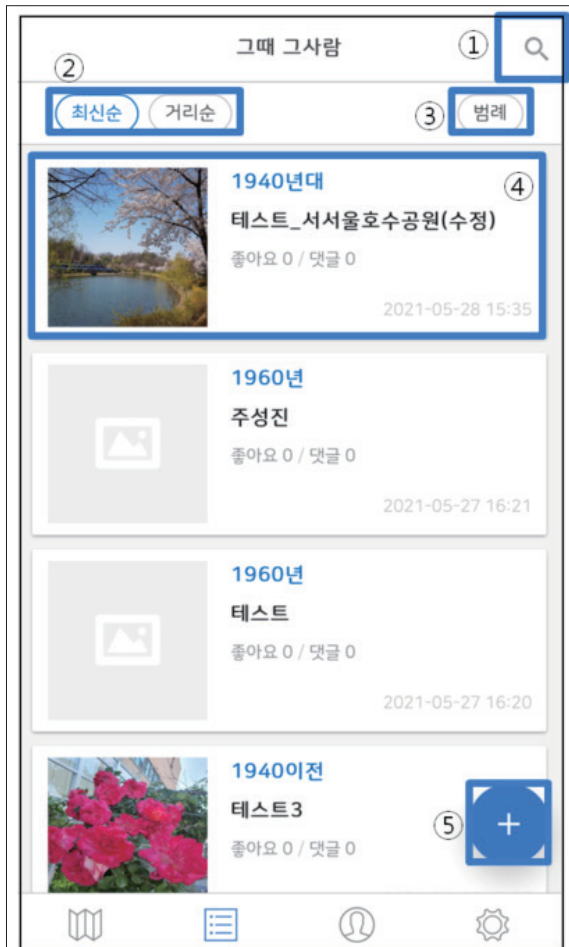 그때 그사람
①
②
최신순 거리순
③ 범례
1940년대 ④
테스트_서서울호수공원(수정)
좋아요 0 / 댓글 0
2021-05-28 15:35
1960년
주성진
좋아요 0 / 댓글 0
2021-05-27 16:21
1960년
테스트
좋아요 0 / 댓글 0
2021-05-27 16:20
1940이전
테스트3
⑤ +
좋아요 0 / 댓글 0